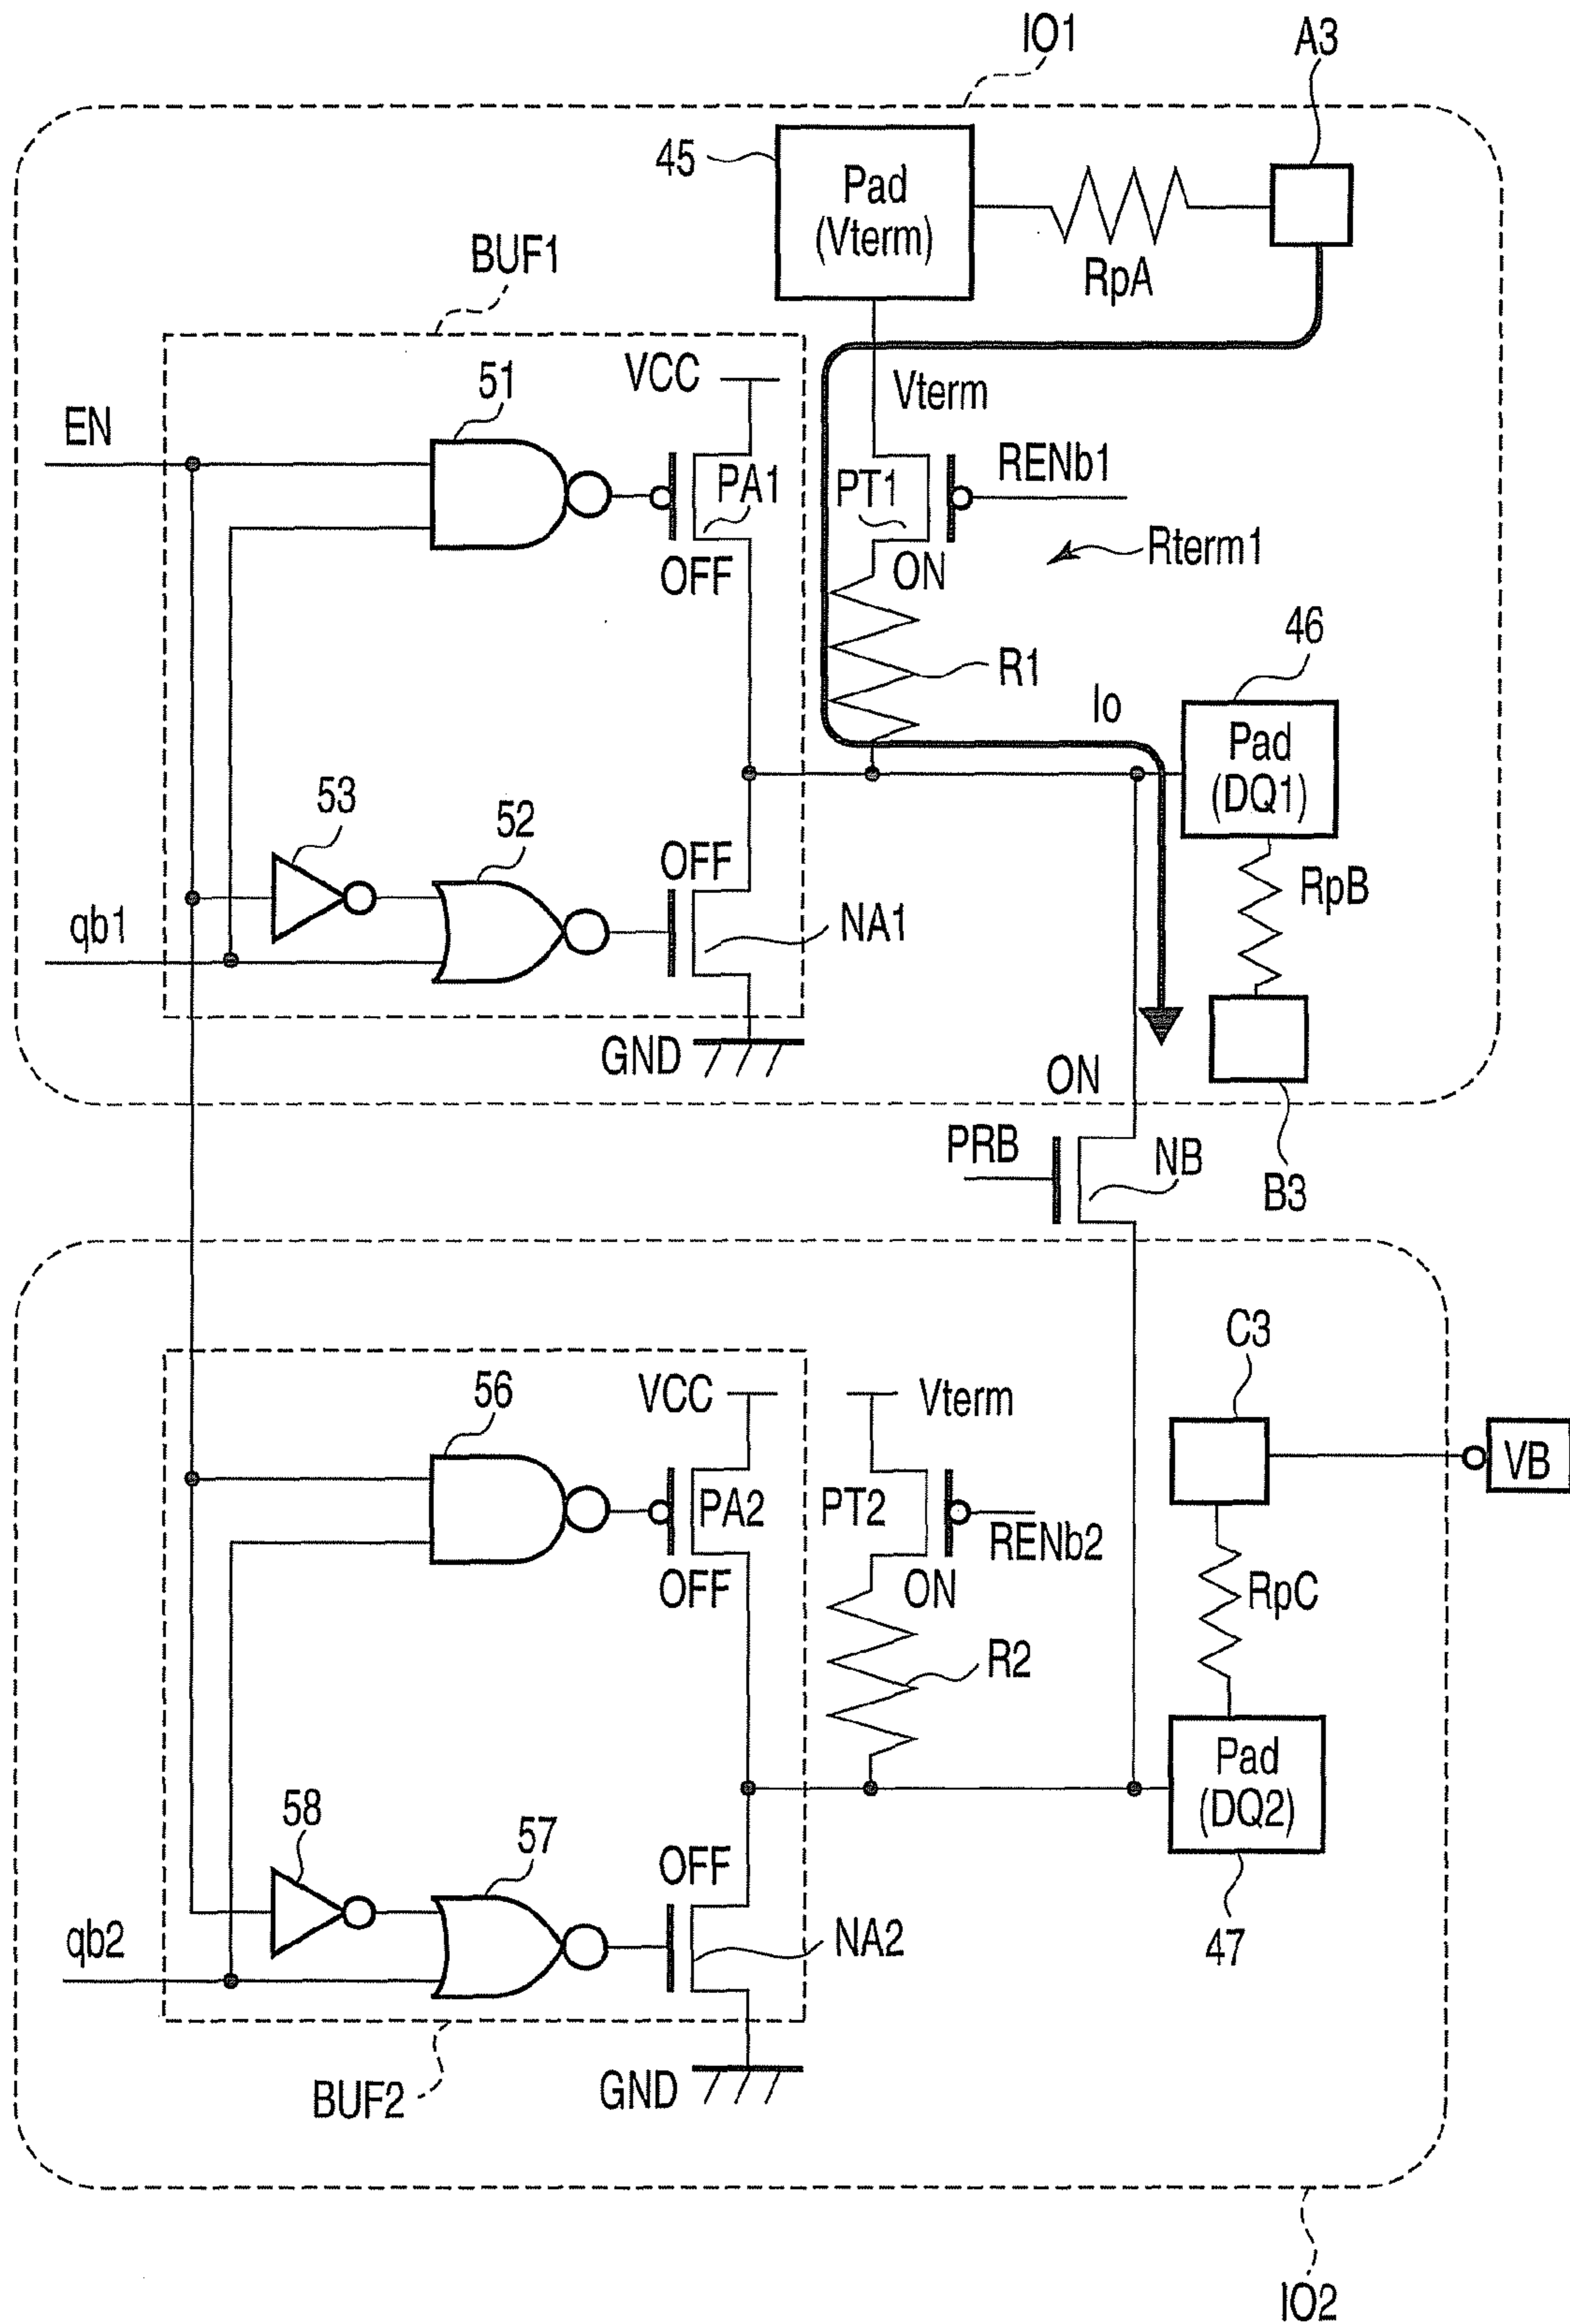 IO1
A3
45
Pad
(Vterm)
RpA
BUF1
VCC
51
Vterm
EN
PA1
PT1
RENb1
OFF
ON
Rterm1
46
R1
Io
Pad
(DQ1)
53
52
OFF
RpB
qb1
NA1
GND
ON
PRB
NB
B3
C3
56
VCC
Vterm
VB
PA2
PT2
RENb2
OFF
ON
RpC
R2
Pad
(DQ2)
58
57
OFF
qb2
NA2
47
BUF2
GND
IO2